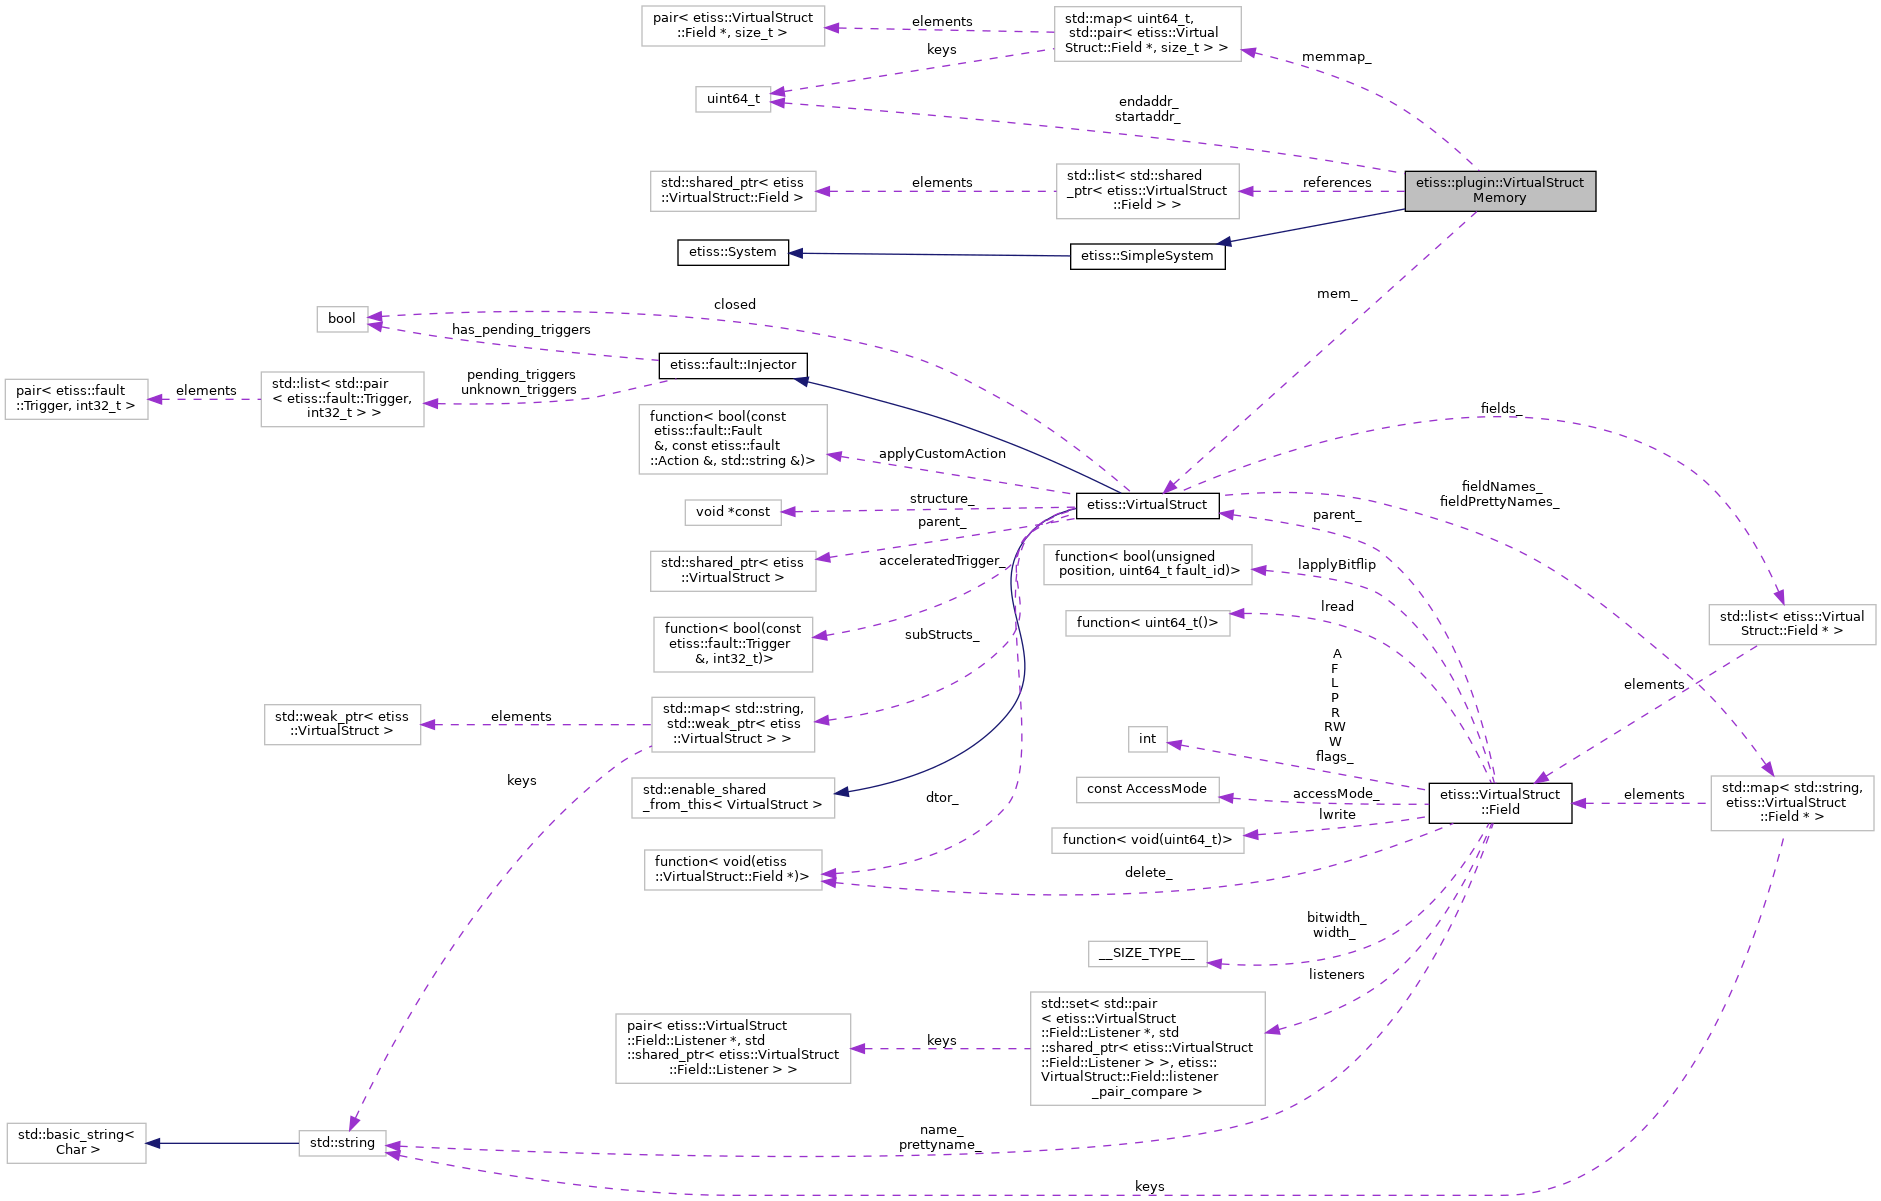 pair< etiss::VirtualStruct
::Field *, size_t >
elements
std::map< uint64_t,
std::pair< etiss::Virtual
Struct::Field *, size_t > >
keys
memmap_
uint64_t
endaddr_
startaddr_
std::shared_ptr< etiss
::VirtualStruct::Field >
elements
std::list< std::shared
_ptr< etiss::VirtualStruct
::Field > >
references
etiss::plugin::VirtualStruct
Memory
etiss::System
etiss::SimpleSystem
mem_
closed
bool
has_pending_triggers
etiss::fault::Injector
pair< etiss::fault
::Trigger, int32_t >
elements
std::list< std::pair
< etiss::fault::Trigger,
int32_t > >
pending_triggers
unknown_triggers
function< bool(const
etiss::fault::Fault
&, const etiss::fault
::Action &, std::string &)>
applyCustomAction
fields_
void *const
structure_
etiss::VirtualStruct
fieldNames_
fieldPrettyNames_
parent_
parent_
std::shared_ptr< etiss
::VirtualStruct >
acceleratedTrigger_
function< bool(unsigned
position, uint64_t fault_id)>
lapplyBitflip
function< bool(const
etiss::fault::Trigger
&, int32_t)>
subStructs_
function< uint64_t()>
lread
std::list< etiss::Virtual
Struct::Field * >
elements
A
F
L
P
R
RW
W
flags_
std::weak_ptr< etiss
::VirtualStruct >
elements
std::map< std::string,
std::weak_ptr< etiss
::VirtualStruct > >
int
keys
std::enable_shared
_from_this< VirtualStruct >
dtor_
const AccessMode
accessMode_
etiss::VirtualStruct
::Field
elements
std::map< std::string,
etiss::VirtualStruct
::Field * >
function< void(uint64_t)>
lwrite
function< void(etiss
::VirtualStruct::Field *)>
delete_
bitwidth_
width_
__SIZE_TYPE__
listeners
pair< etiss::VirtualStruct
::Field::Listener *, std
::shared_ptr< etiss::VirtualStruct
::Field::Listener > >
keys
std::set< std::pair
< etiss::VirtualStruct
::Field::Listener *, std
::shared_ptr< etiss::VirtualStruct
::Field::Listener > >, etiss::
VirtualStruct::Field::listener
_pair_compare >
std::basic_string<
Char >
std::string
name_
prettyname_
keys